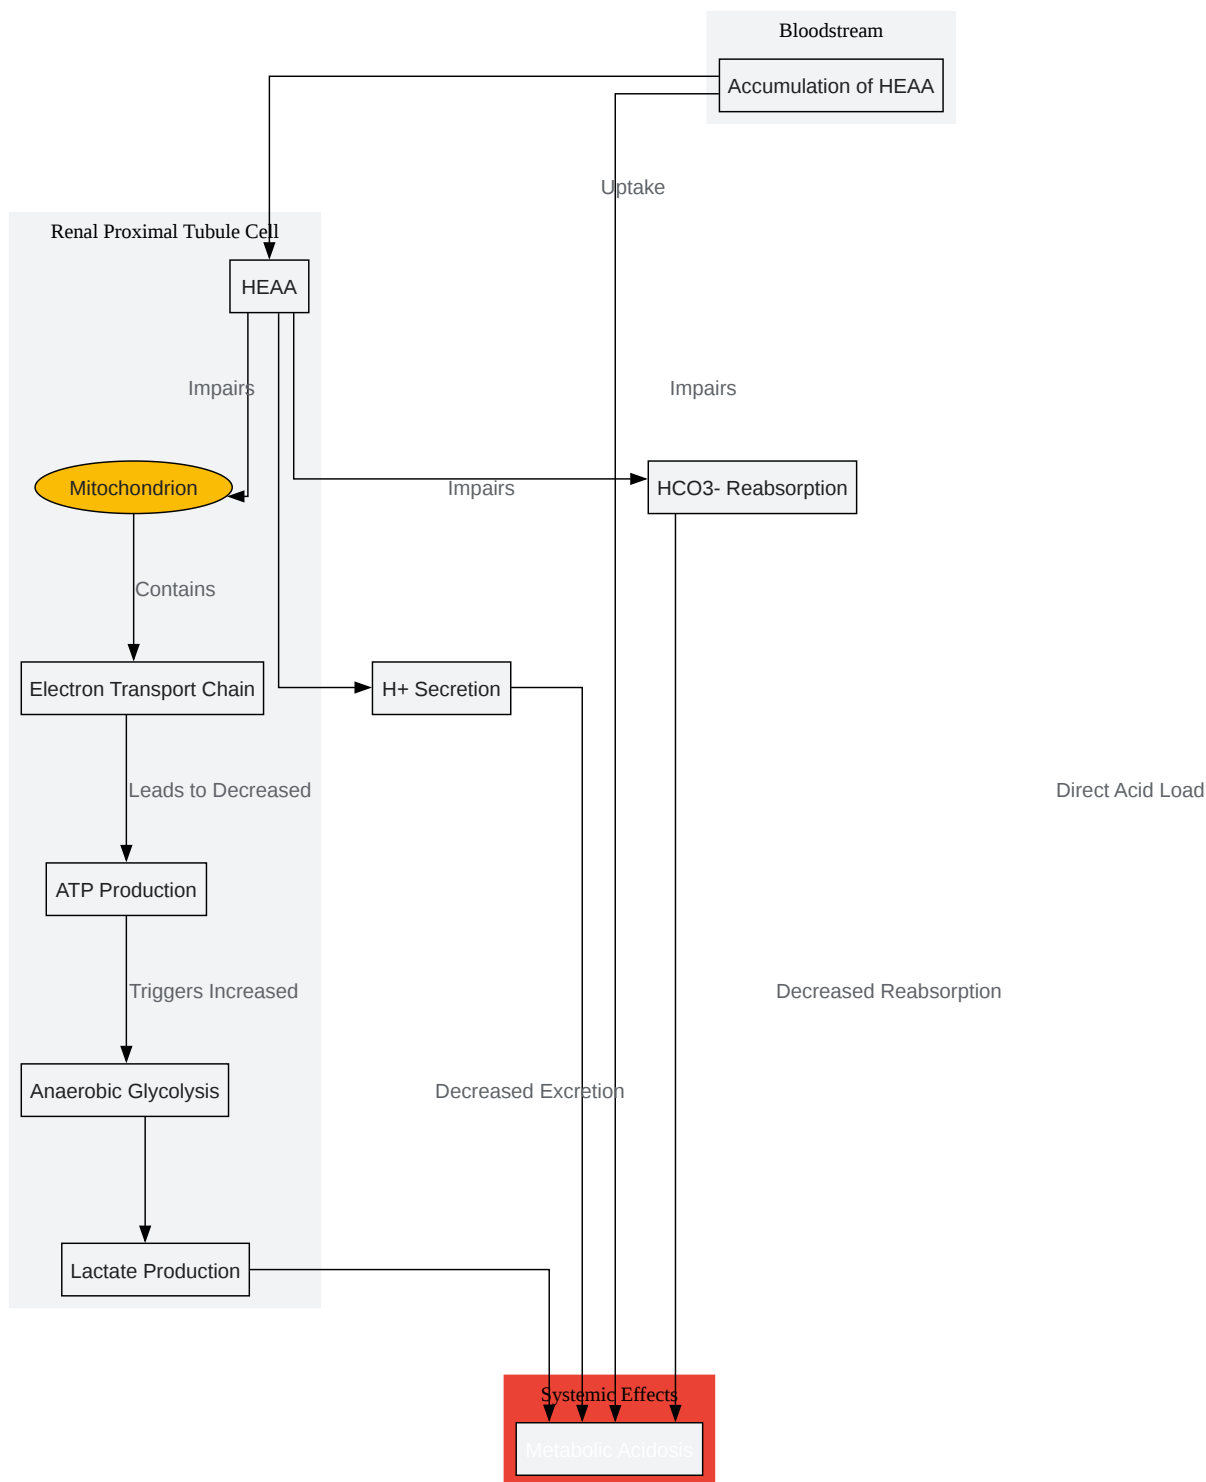 Bloodstream
Accumulation of HEAA
Uptake
Renal Proximal Tubule Cell
HEAA
Impairs
Impairs
Mitochondrion
Impairs
HCO3- Reabsorption
Contains
Electron Transport Chain
H+ Secretion
Leads to Decreased
Direct Acid Load
ATP Production
Triggers Increased
Decreased Reabsorption
Anaerobic Glycolysis
Decreased Excretion
Lactate Production
Systemic Effects
Metabolic Acidosis